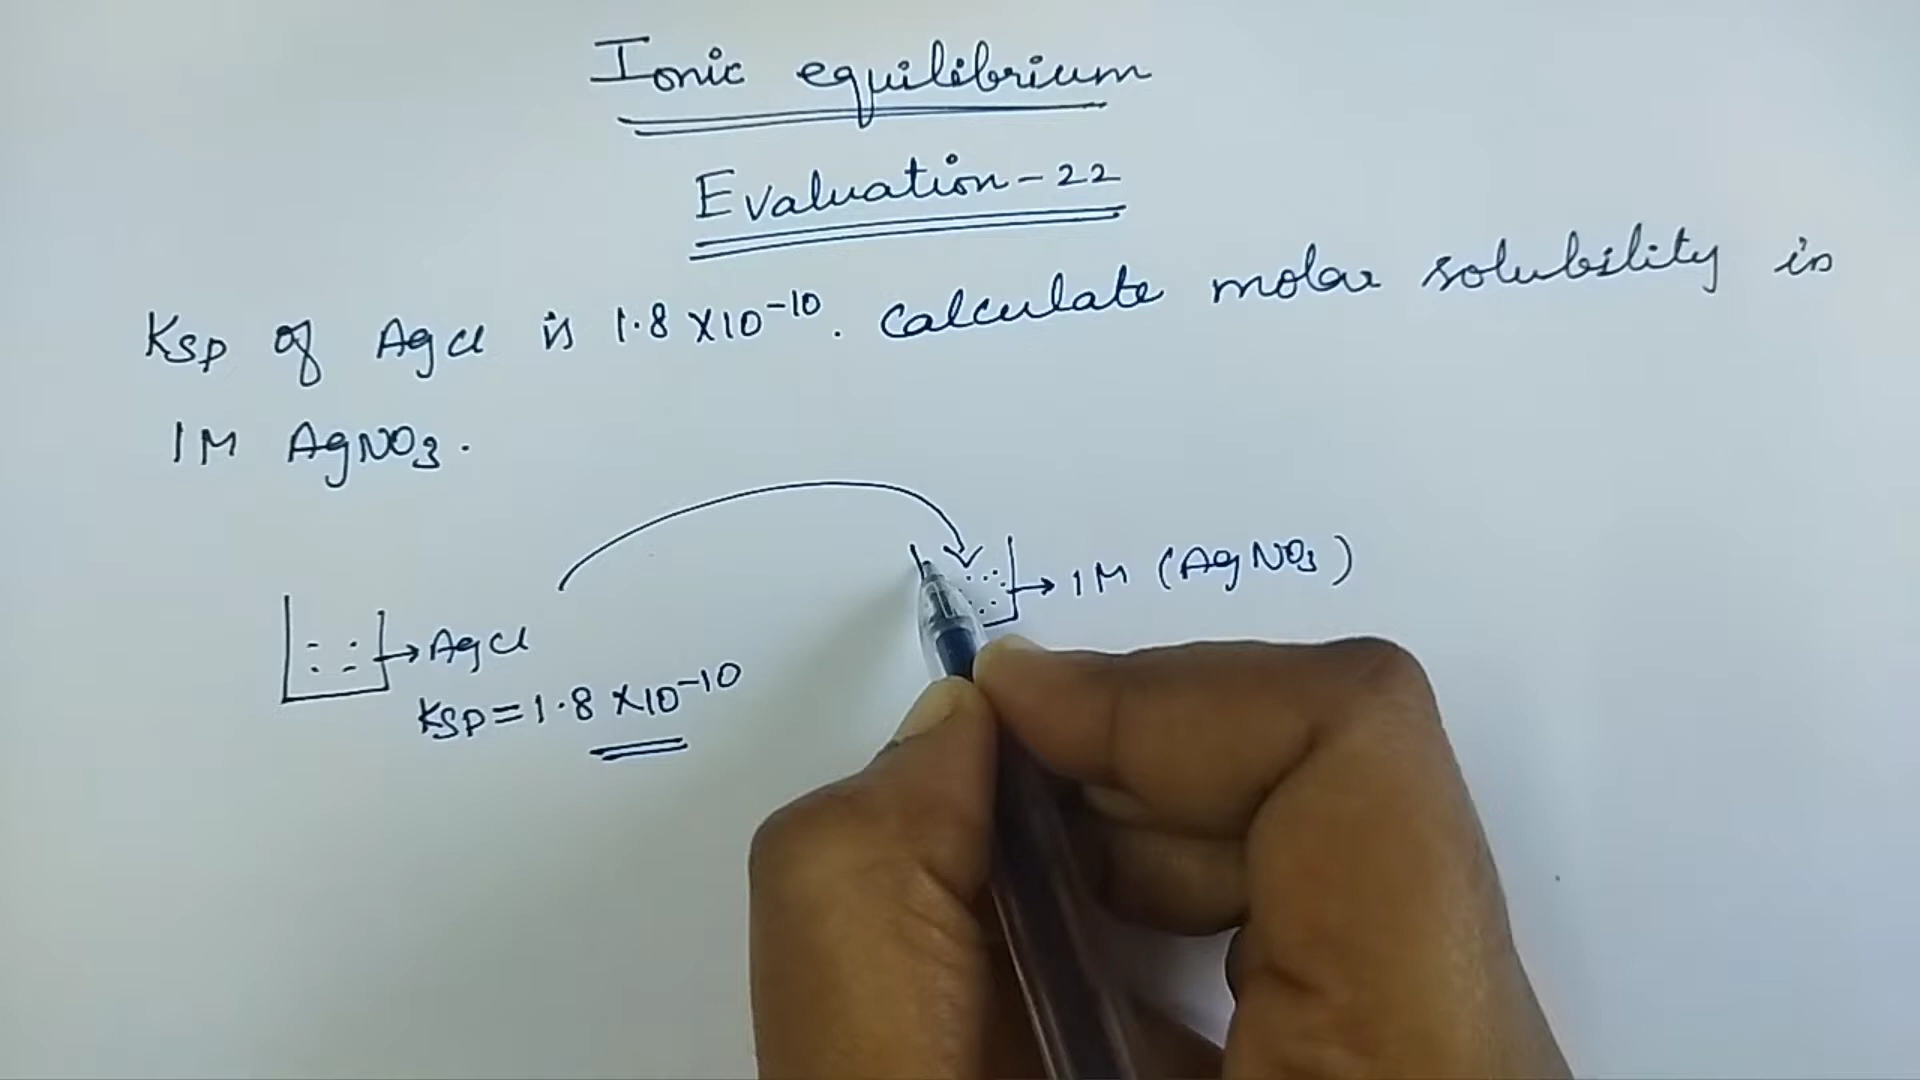 Ionic equilibrium
Evaluation-22
Ksp of AgCl is 1.8 x10⁻¹⁰. Calculate molar solubility in
1M AgNO₃.
→ 1M (AgNO₃)
→ AgCl
Ksp = 1.8 x10⁻¹⁰